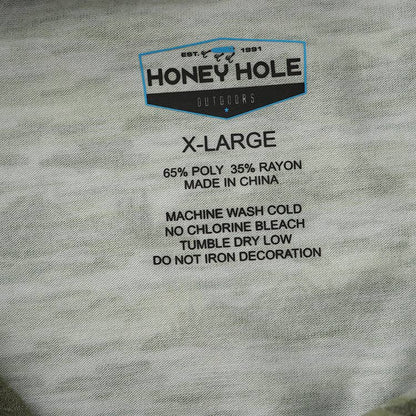 EST. 1991
HONEY HOLE
OUTDOORS
X-LARGE
65% POLY 35% RAYON
MADE IN CHINA
MACHINE WASH COLD
NO CHLORINE BLEACH
TUMBLE DRY LOW
DO NOT IRON DECORATION